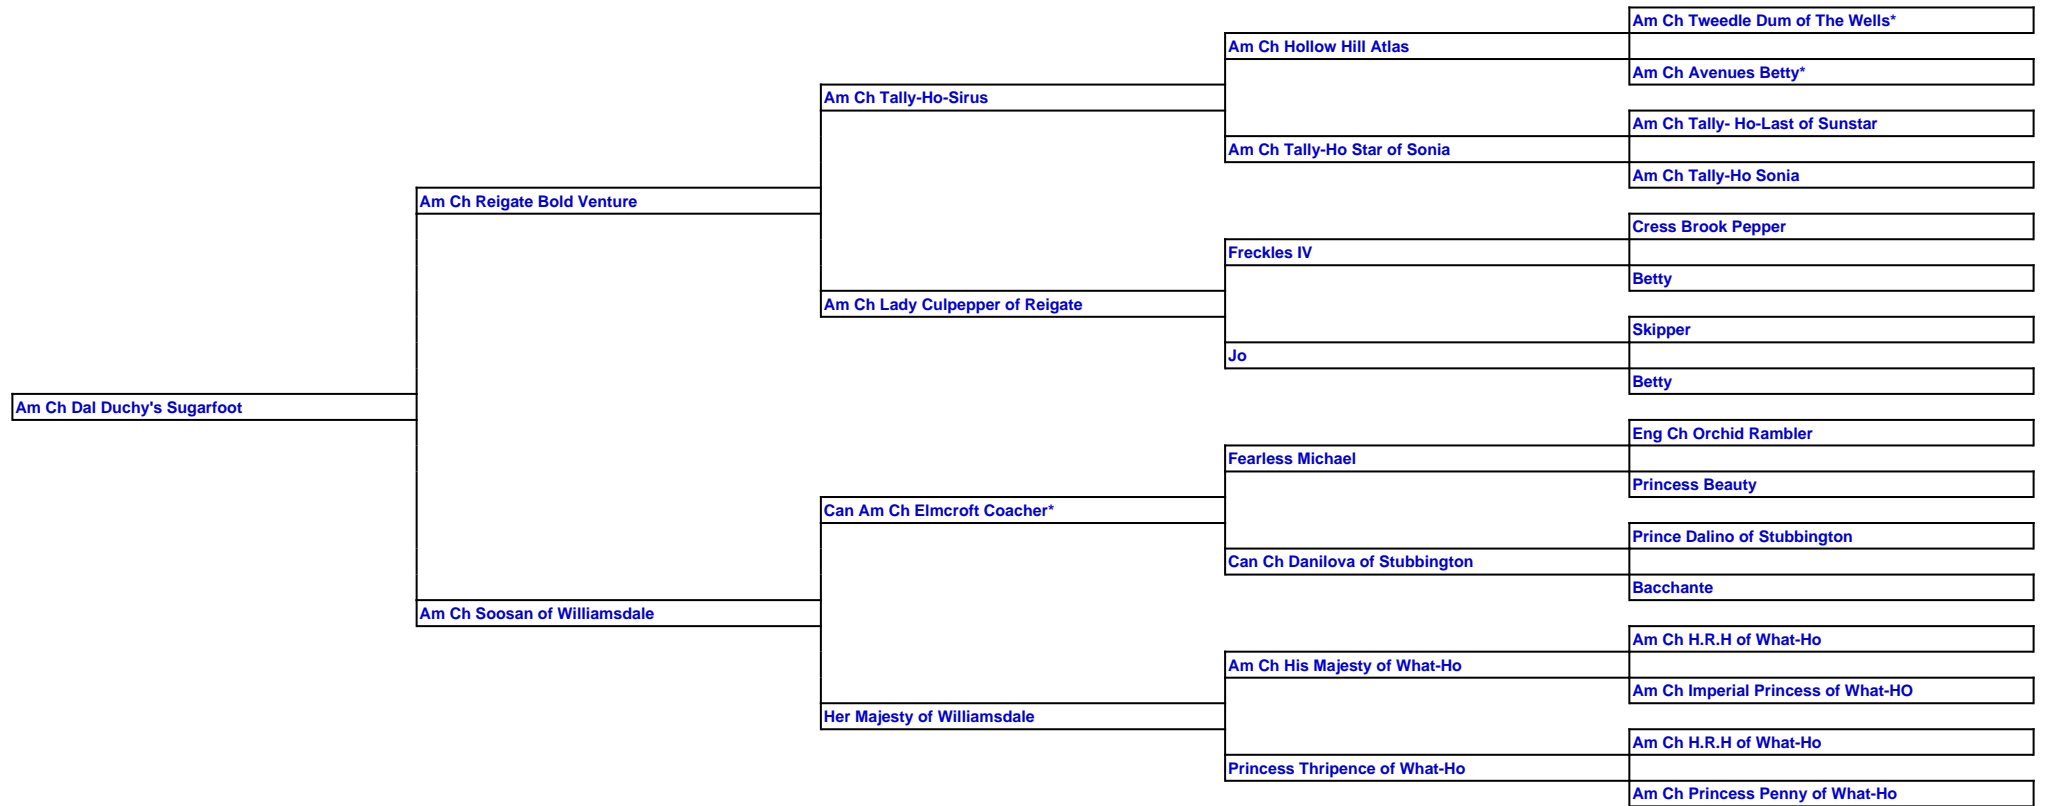 Am Ch Tweedle Dum of The Wells*
Am Ch Hollow Hill Atlas
Am Ch Avenues Betty*
Am Ch Tally-Ho-Sirus
Am Ch Tally- Ho-Last of Sunstar
Am Ch Tally-Ho Star of Sonia
Am Ch Tally-Ho Sonia
Am Ch Reigate Bold Venture
Cress Brook Pepper
Freckles IV
Betty
Am Ch Lady Culpepper of Reigate
Skipper
Jo
Betty
Am Ch Dal Duchy's Sugarfoot
Eng Ch Orchid Rambler
Fearless Michael
Princess Beauty
Can Am Ch Elmcroft Coacher*
Prince Dalino of Stubbington
Can Ch Danilova of Stubbington
Bacchante
Am Ch Soosan of Williamsdale
Am Ch H.R.H of What-Ho
Am Ch His Majesty of What-Ho
Am Ch Imperial Princess of What-HO
Her Majesty of Williamsdale
Am Ch H.R.H of What-Ho
Princess Thripence of What-Ho
Am Ch Princess Penny of What-Ho